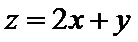 z = 2x + y